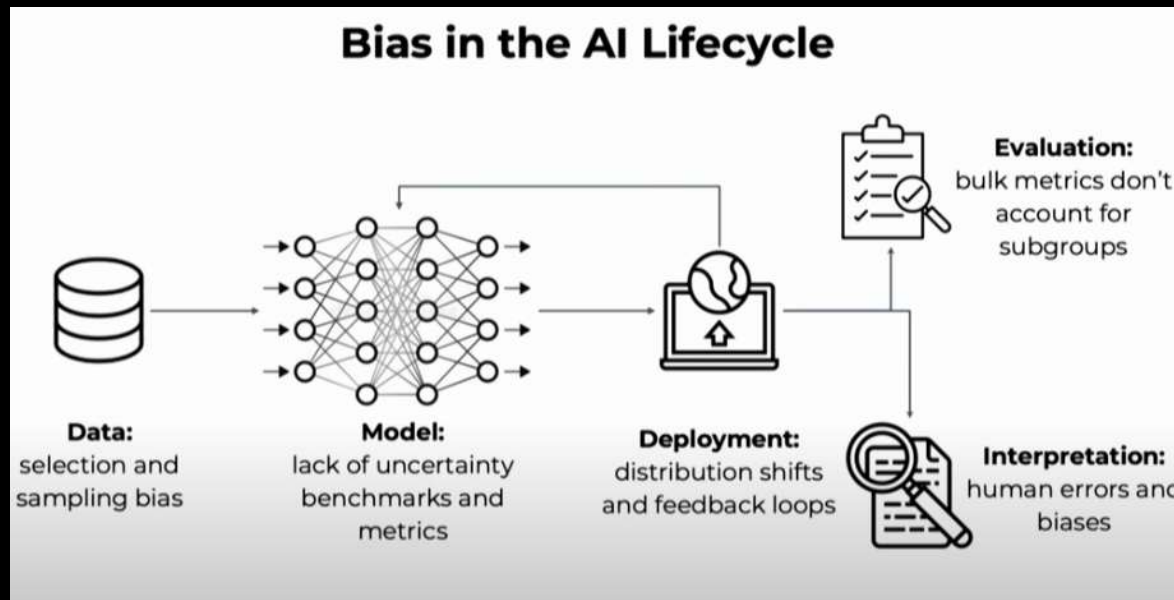 Bias in the AI Lifecycle
Data:
selection and
sampling bias
Model:
lack of uncertainty
benchmarks and
metrics
Deployment:
distribution shifts
and feedback loops
Evaluation:
bulk metrics don't
account for
subgroups
Interpretation:
human errors and
biases